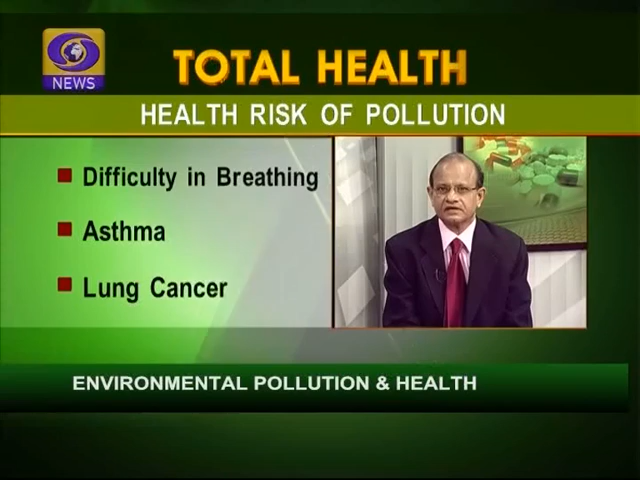 NEWS
TOTAL HEALTH
HEALTH RISK OF POLLUTION
Difficulty in Breathing
Asthma
Lung Cancer
ENVIRONMENTAL POLLUTION & HEALTH